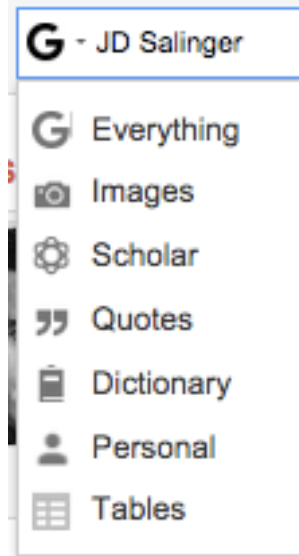 G - JD Salinger
G Everything
Images
Scholar
Quotes
Dictionary
Personal
Tables